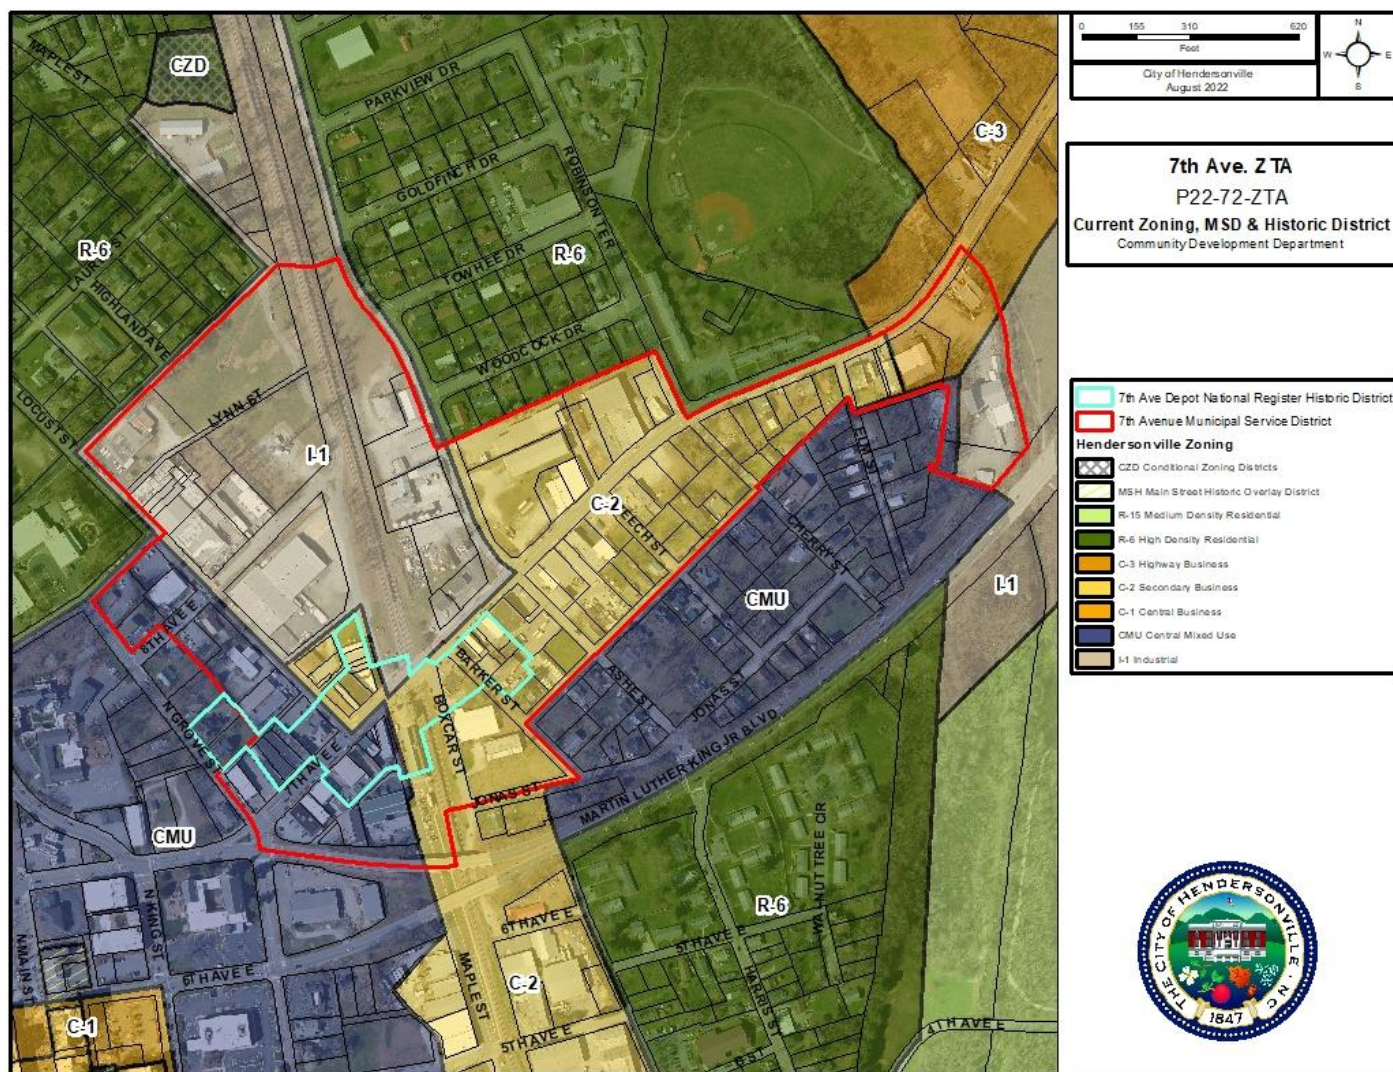 MAPLE ST
CZD
PARKVIEW DR
C-3
GOLDFINCH DR
ROBINSON TER
R-6
LAUREL S
HIGHLAND AVE
TOWHEE DR
R-6
WOODCOCK DR
LOCUST ST
LYNN ST
I-1
C-2
BEECH ST
ELM ST
CHERRY ST
CMU
I-1
8TH AVE E
BARKER ST
ASHE ST
JONAS ST
N GROVE ST
BOXCAR ST
7TH AVE E
JONAS ST
MARTIN LUTHER KING JR BLVD
CMU
WALNUT TREE CIR
N KING ST
R-6
6TH AVE E
5TH AVE E
N MAIN ST
6TH AVE E
MAPLE ST
C-2
HARRIS ST
C-1
5TH AVE E
4TH AVE E
B ST
0 155 310 620
Feet
City of Hendersonville
August 2022
N
W E
S
7th Ave. ZTA
P22-72-ZTA
Current Zoning, MSD & Historic District
Community Development Department
7th Ave Depot National Register Historic District
7th Avenue Municipal Service District
Hendersonville Zoning
CZD Conditional Zoning Districts
MSH Main Street Historic Overlay District
R-15 Medium Density Residential
R-6 High Density Residential
C-3 Highway Business
C-2 Secondary Business
C-1 Central Business
CMU Central Mixed Use
I-1 Industrial
THE CITY OF HENDERSONVILLE, NC
1847